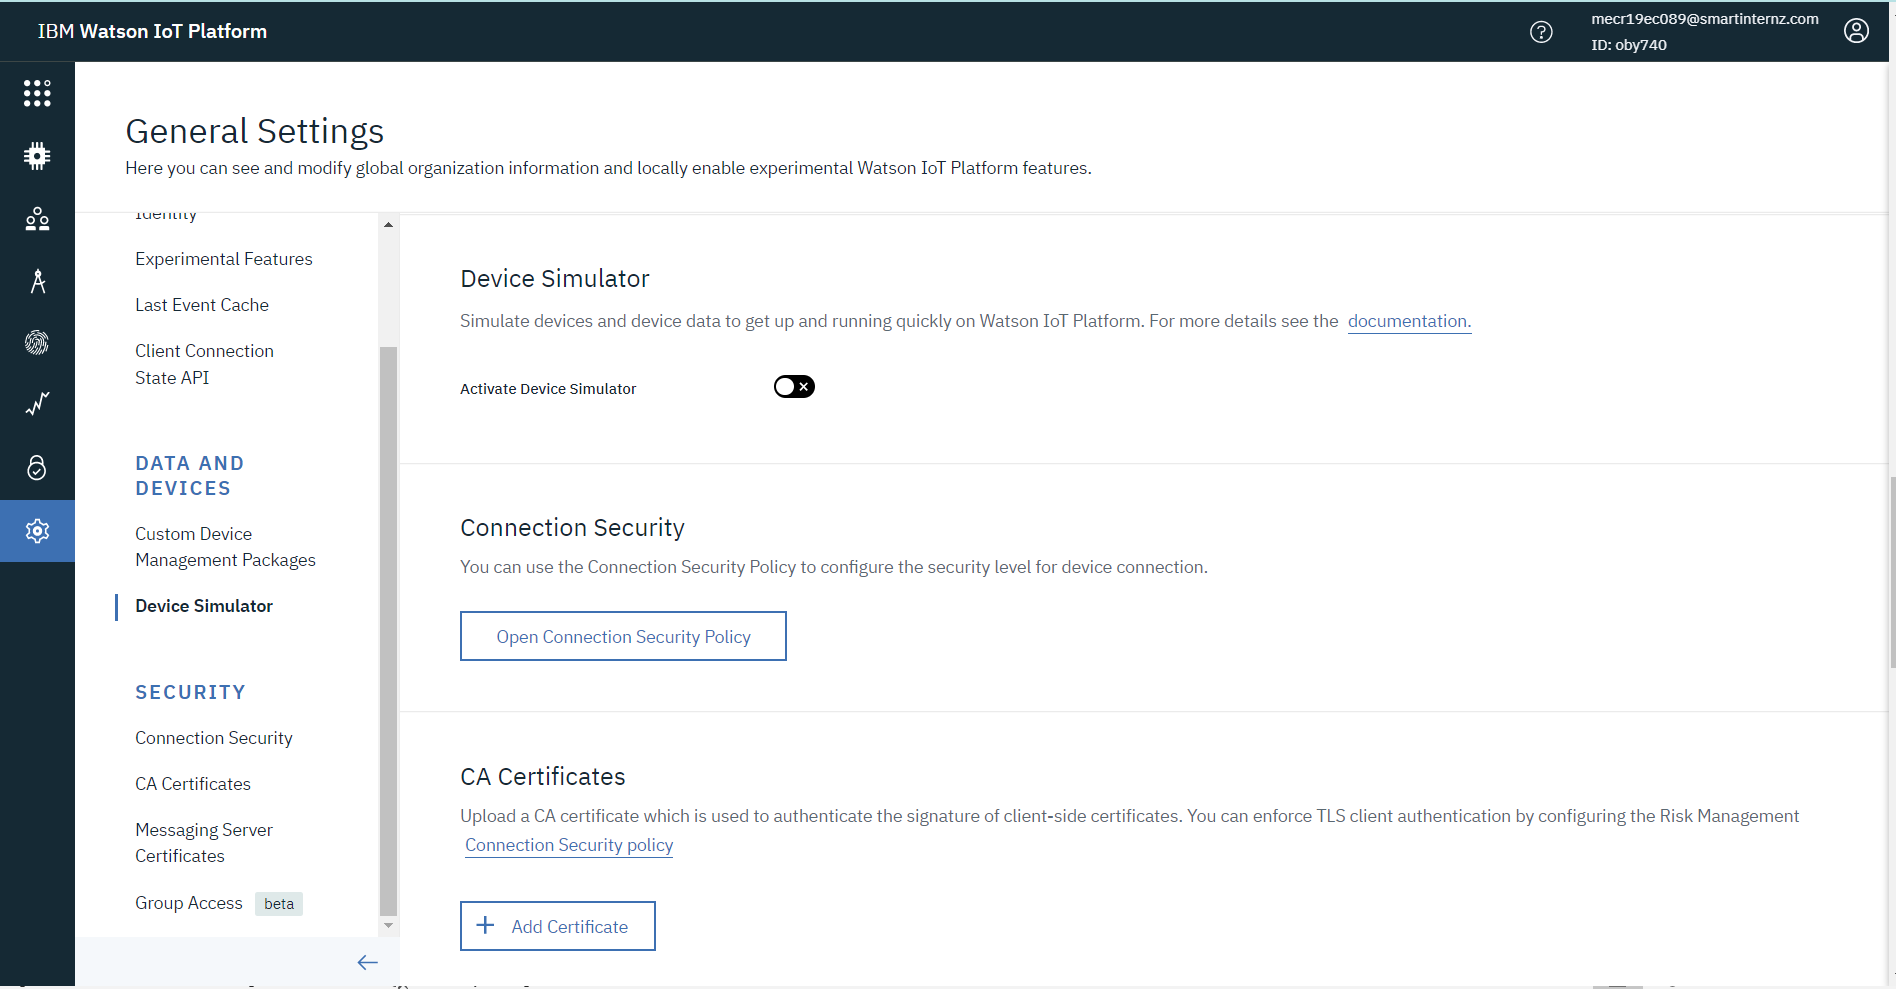 IBM Watson IoT Platform
mecr19ec089@smartinternz.com
ID: oby740
General Settings
Here you can see and modify global organization information and locally enable experimental Watson IoT Platform features.
Identity
Experimental Features
Last Event Cache
Client Connection
State API
DATA AND
DEVICES
Custom Device
Management Packages
Device Simulator
SECURITY
Connection Security
CA Certificates
Messaging Server
Certificates
Group Access beta
Device Simulator
Simulate devices and device data to get up and running quickly on Watson IoT Platform. For more details see the documentation.
Activate Device Simulator
Connection Security
You can use the Connection Security Policy to configure the security level for device connection.
Open Connection Security Policy
CA Certificates
Upload a CA certificate which is used to authenticate the signature of client-side certificates. You can enforce TLS client authentication by configuring the Risk Management
Connection Security policy
Add Certificate